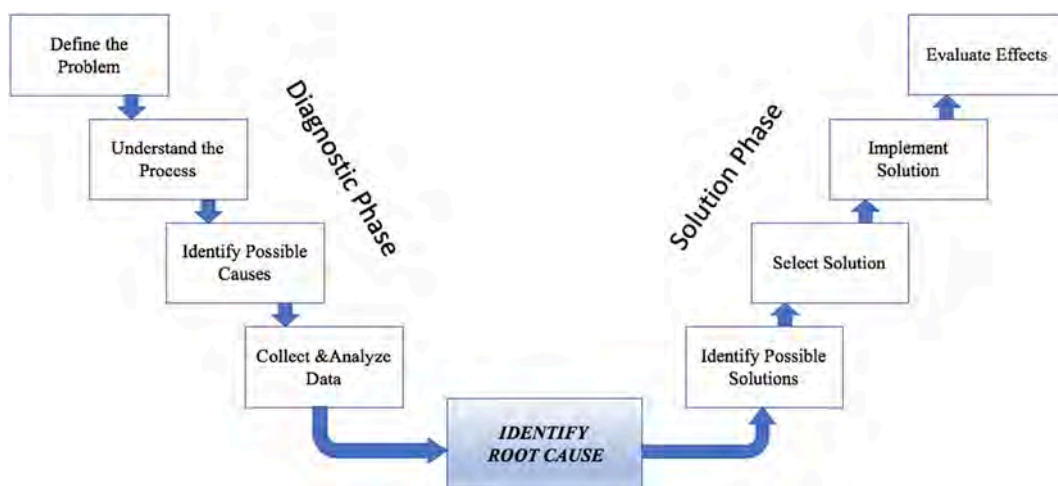 Define the
Problem
Understand the
Process
Identify Possible
Causes
Collect &Analyze
Data
Diagnostic Phase
IDENTIFY
ROOT CAUSE
Solution Phase
Identify Possible
Solutions
Select Solution
Implement
Solution
Evaluate Effects